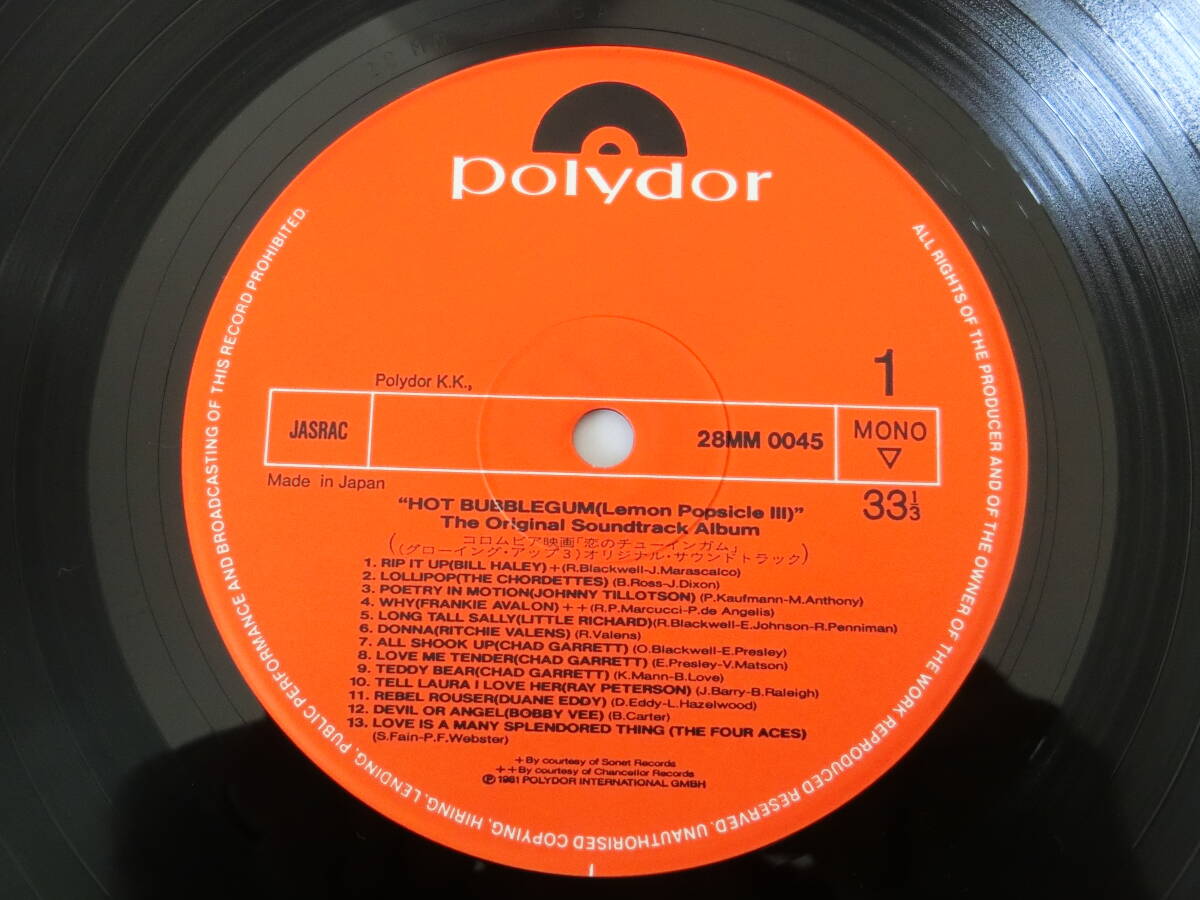 polydor
1
Polydor K.K.,
JASRAC
28MM 0045
MONO
Made in Japan
33 1/3
"HOT BUBBLEGUM(Lemon Popsicle III)"
The Original Soundtrack Album
(コロムビア映画「恋のチューインガム」
(グローイング・アップ3)オリジナル・サウンドトラック)
1. RIP IT UP(BILL HALEY)+(R.Blackwell-J.Marascalco)
2. LOLLIPOP(THE CHORDETTES) (B.Ross-J.Dixon)
3. POETRY IN MOTION(JOHNNY TILLOTSON) (P.Kaufmann-M.Anthony)
4. WHY(FRANKIE AVALON)++(R.P.Marcucci-P.de Angelis)
5. LONG TALL SALLY(LITTLE RICHARD)(R.Blackwell-E.Johnson-R.Penniman)
6. DONNA(RITCHIE VALENS) (R.Valens)
7. ALL SHOOK UP(CHAD GARRETT) (O.Blackwell-E.Presley)
8. LOVE ME TENDER(CHAD GARRETT) (E.Presley-V.Matson)
9. TEDDY BEAR(CHAD GARRETT) (K.Mann-B.Love)
10. TELL LAURA I LOVE HER(RAY PETERSON) (J.Barry-B.Raleigh)
11. REBEL ROUSER(DUANE EDDY) (D.Eddy-L.Hazelwood)
12. DEVIL OR ANGEL(BOBBY VEE) (B.Carter)
13. LOVE IS A MANY SPLENDORED THING (THE FOUR ACES)
(S.Fain-P.F.Webster)
+By courtesy of Sonet Records
++By courtesy of Chancellor Records
℗ 1981 POLYDOR INTERNATIONAL GMBH
ALL RIGHTS OF THE PRODUCER AND OF THE OWNER OF THE WORK REPRODUCED RESERVED. UNAUTHORISED COPYING, HIRING, LENDING, PUBLIC PERFORMANCE AND BROADCASTING OF THIS RECORD PROHIBITED.